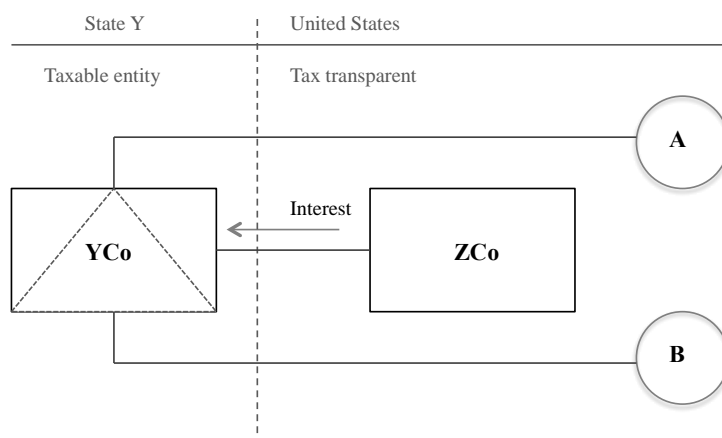 State Y
United States
Taxable entity
Tax transparent
A
Interest
YCo
ZCo
B